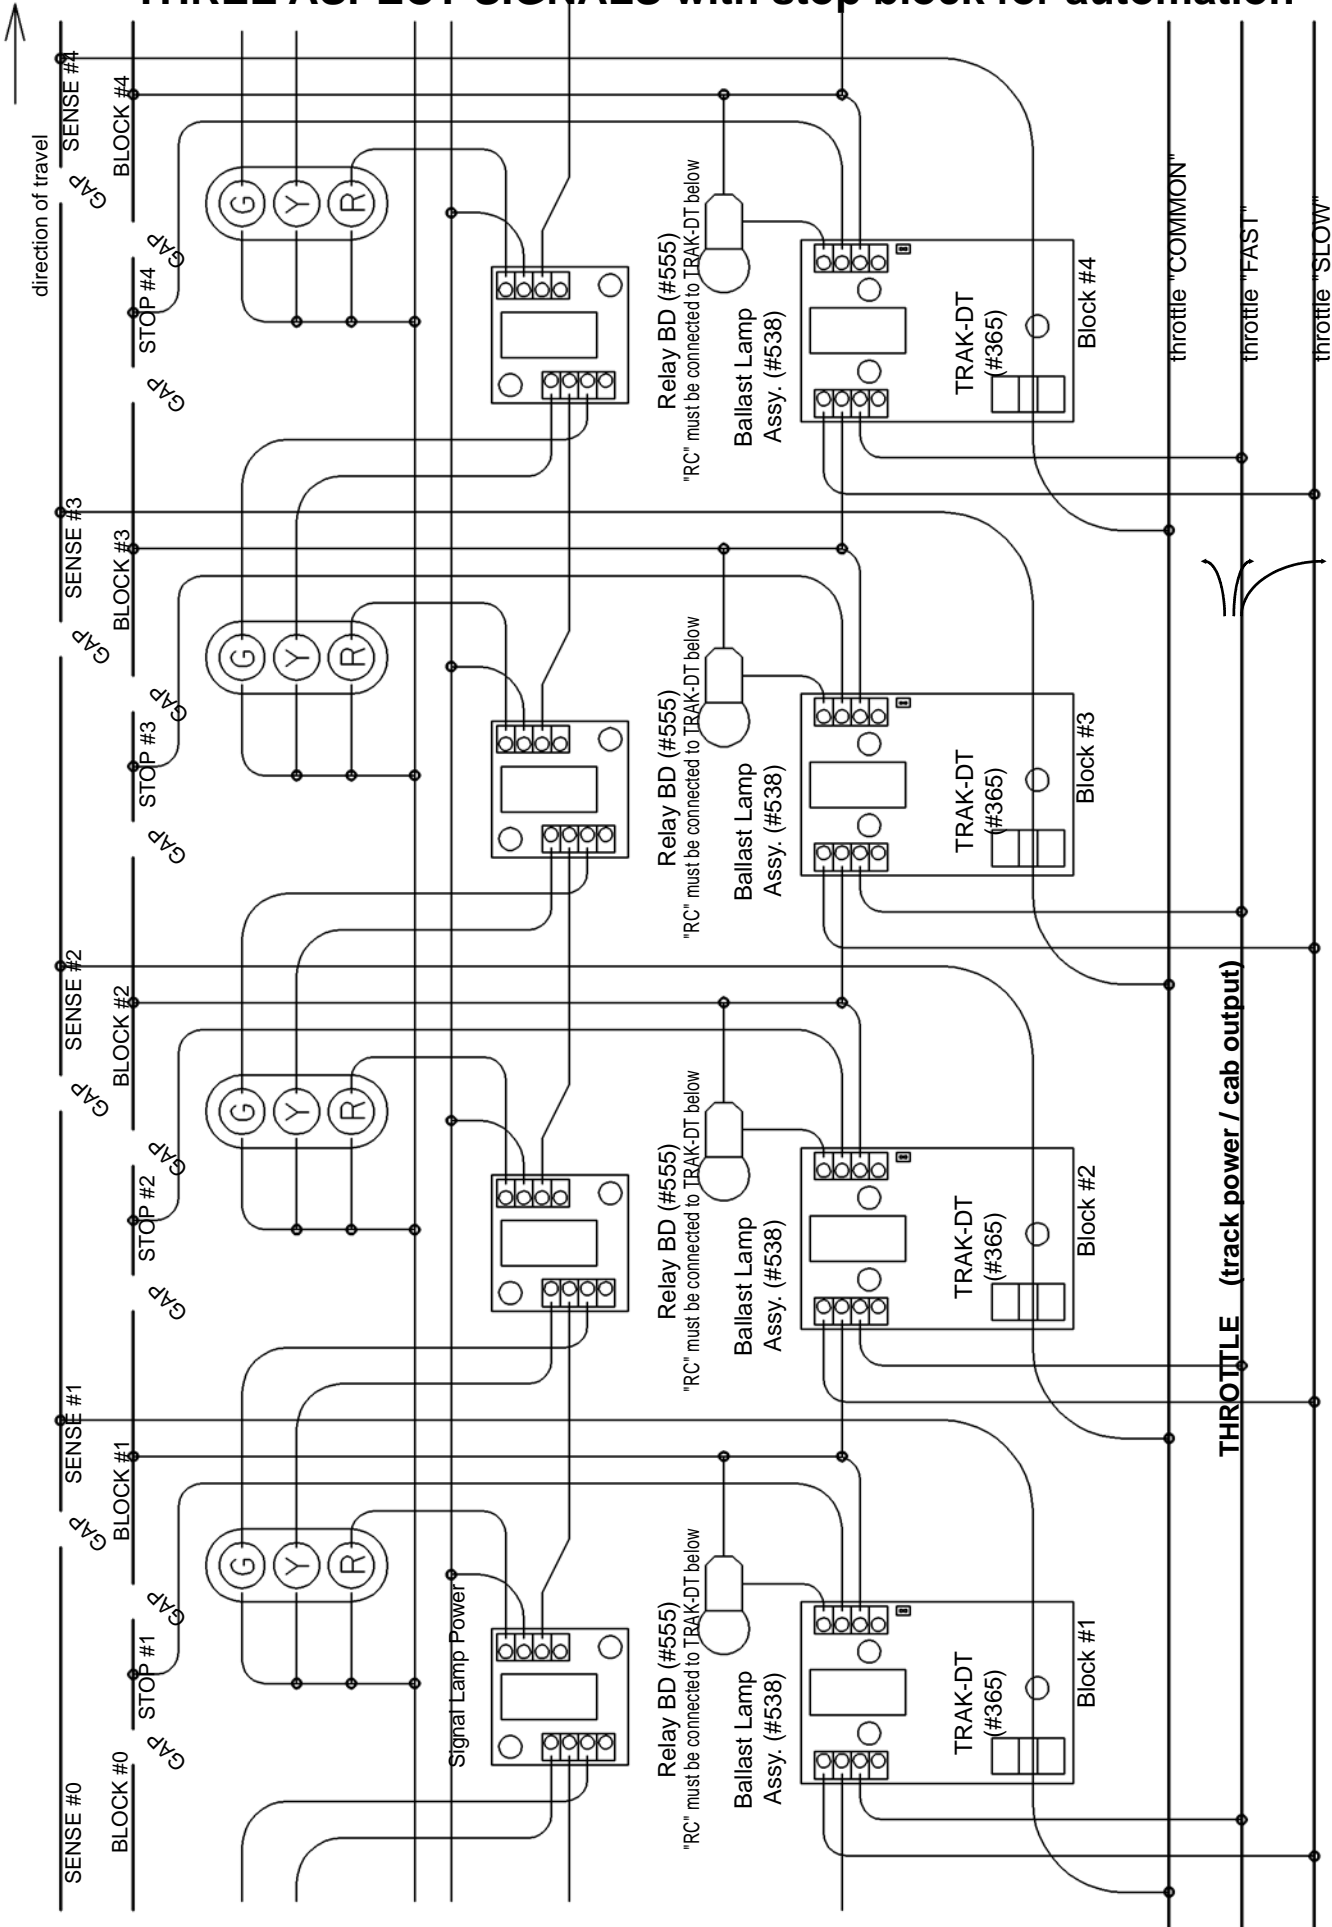 THREE ASPECT SIGNALS with stop block for automation
direction of travel
SENSE #4
GAP
BLOCK #4
GAP
STOP #4
GAP
G
Y
R
Relay BD (#555)
"RC" must be connected to TRAK-DT below
Ballast Lamp
Assy. (#538)
TRAK-DT
(#365)
Block #4
throttle "COMMON"
throttle "FAST"
throttle "SLOW"
SENSE #3
GAP
BLOCK #3
GAP
STOP #3
GAP
G
Y
R
Relay BD (#555)
"RC" must be connected to TRAK-DT below
Ballast Lamp
Assy. (#538)
TRAK-DT
(#365)
Block #3
SENSE #2
GAP
BLOCK #2
GAP
STOP #2
GAP
G
Y
R
Relay BD (#555)
"RC" must be connected to TRAK-DT below
Ballast Lamp
Assy. (#538)
TRAK-DT
(#365)
Block #2
THROTTLE (track power / cab output)
SENSE #1
GAP
BLOCK #1
GAP
STOP #1
GAP
G
Y
R
Signal Lamp Power
Relay BD (#555)
"RC" must be connected to TRAK-DT below
Ballast Lamp
Assy. (#538)
TRAK-DT
(#365)
Block #1
SENSE #0
BLOCK #0